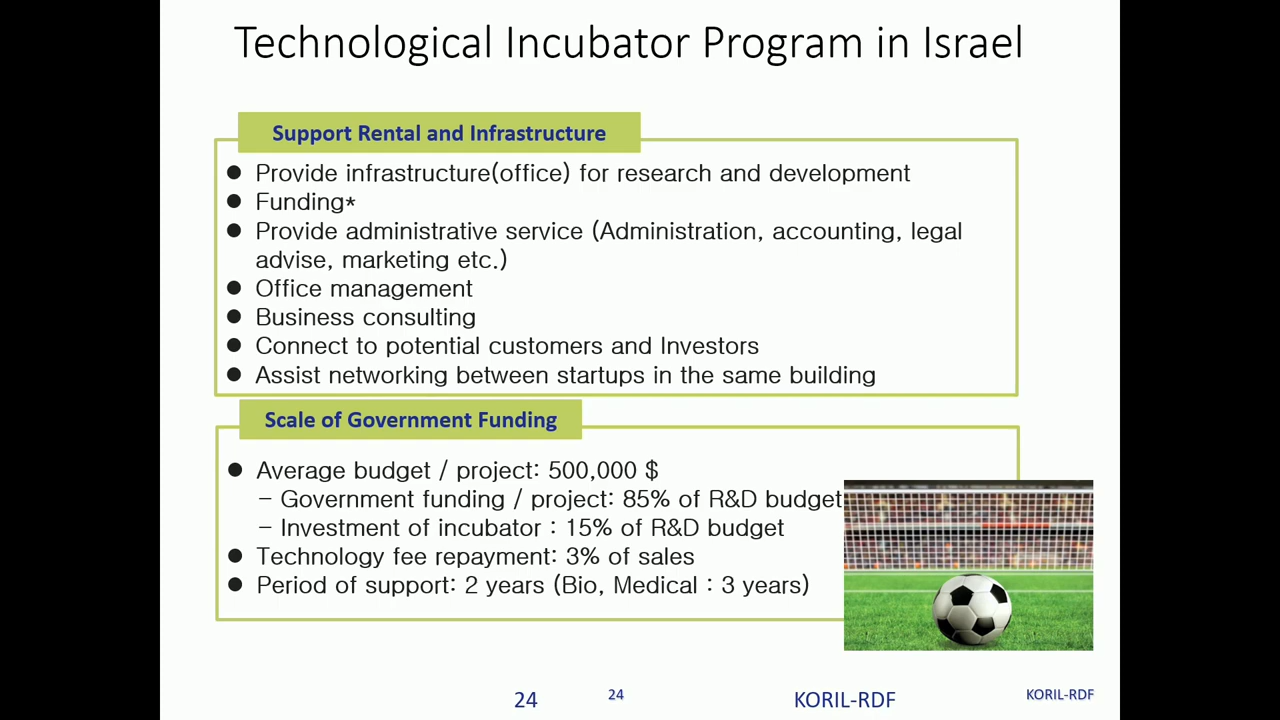 Technological Incubator Program in Israel
Support Rental and Infrastructure
● Provide infrastructure(office) for research and development
● Funding*
● Provide administrative service (Administration, accounting, legal
advise, marketing etc.)
● Office management
● Business consulting
● Connect to potential customers and Investors
● Assist networking between startups in the same building
Scale of Government Funding
● Average budget / project: 500,000 $
– Government funding / project: 85% of R&D budget
– Investment of incubator : 15% of R&D budget
● Technology fee repayment: 3% of sales
● Period of support: 2 years (Bio, Medical : 3 years)
24 24 KORIL-RDF KORIL-RDF